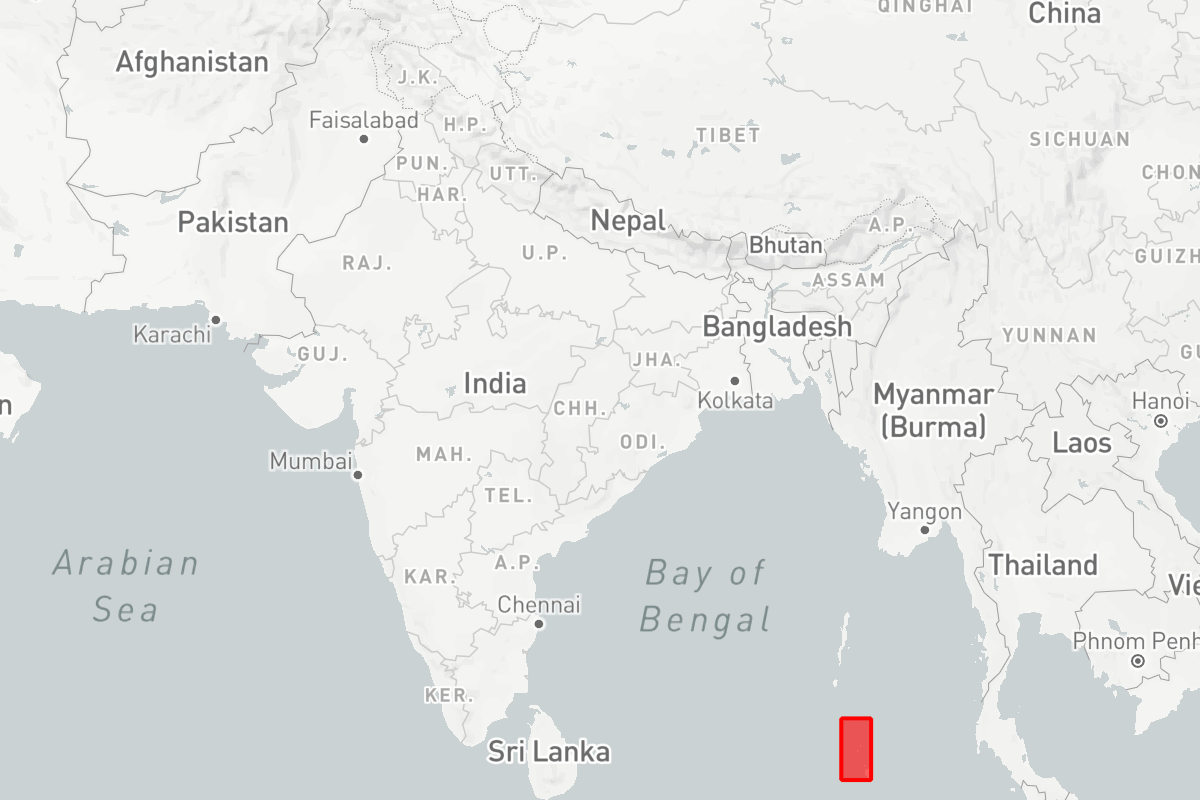 QINGHAI
China
Afghanistan
J.K.
Faisalabad
H.P.
TIBET
SICHUAN
PUN.
UTT.
CHON
HAR.
Pakistan
Nepal
A.P.
Bhutan
U.P.
GUIZH
RAJ.
ASSAM
Karachi
Bangladesh
YUNNAN
GUJ.
JHA.
GU
India
Kolkata
Myanmar
(Burma)
Hanoi
n
CHH.
ODI.
Laos
MAH.
Mumbai
TEL.
Yangon
Arabian
Sea
A.P.
KAR.
Bay of
Bengal
Thailand
Vie
Chennai
Phnom Penh
KER.
Sri Lanka